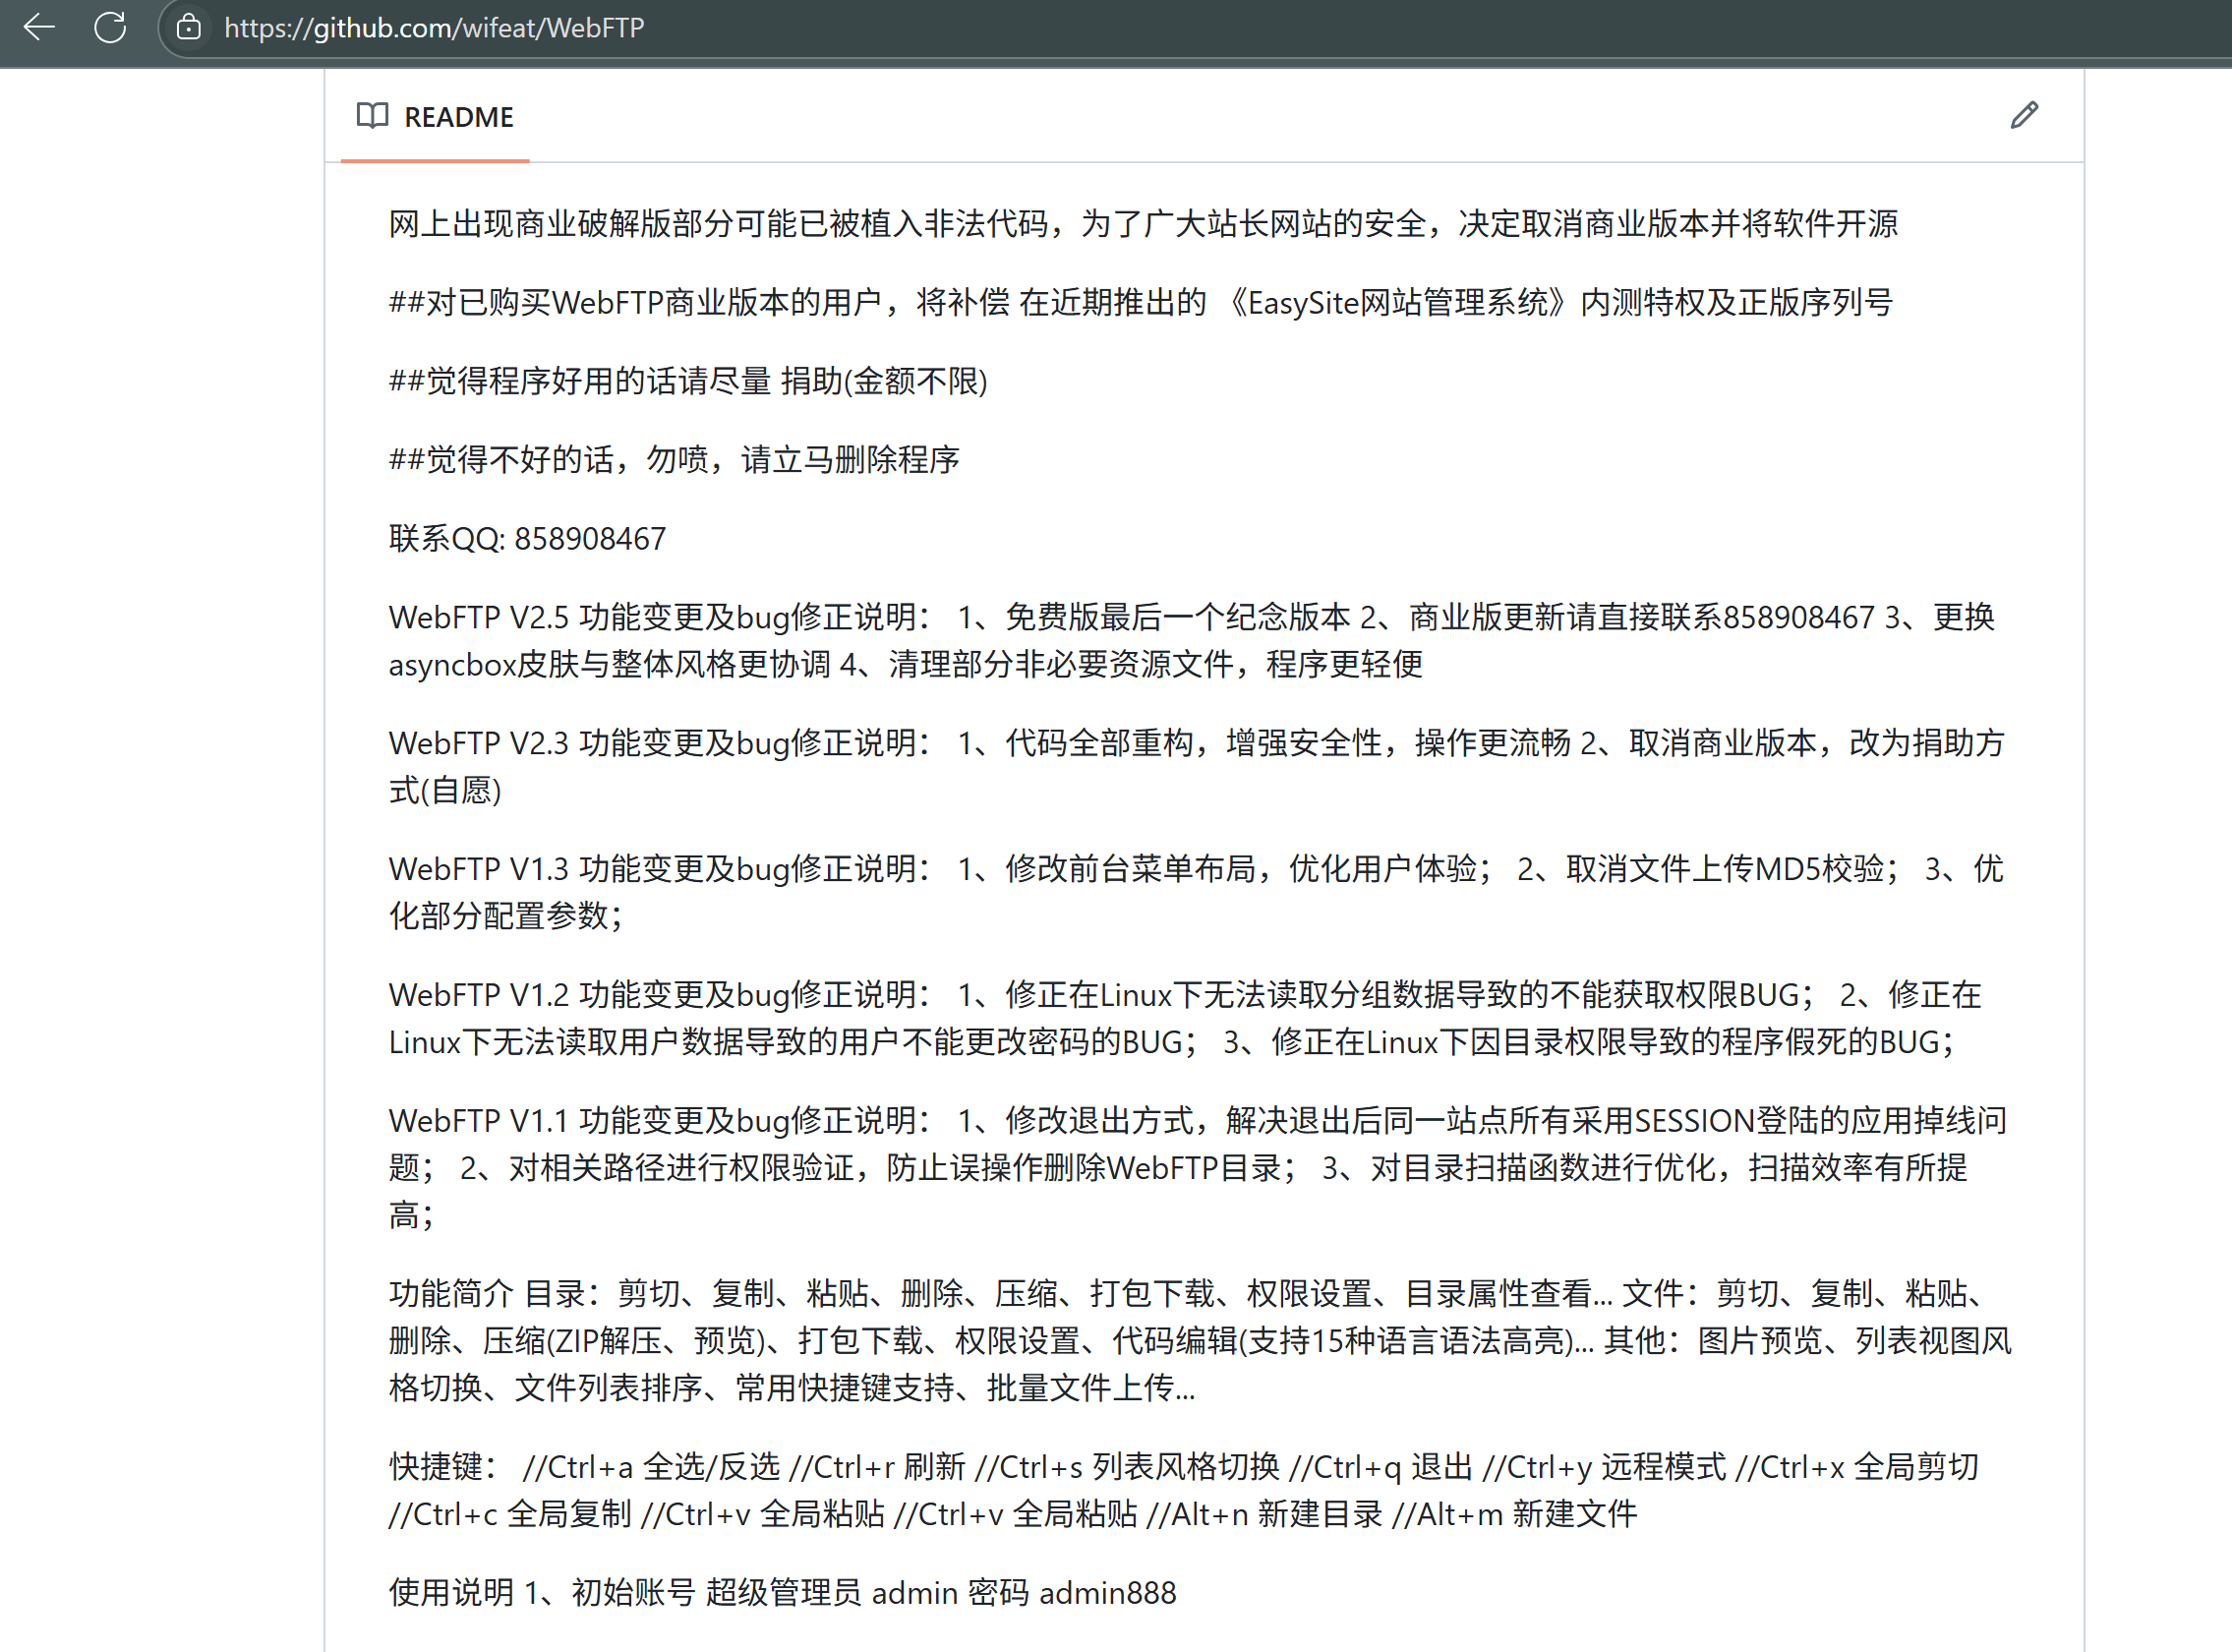 https://github.com/wifeat/WebFTP
README
网上出现商业破解版部分可能已被植入非法代码，为了广大站长网站的安全，决定取消商业版本并将软件开源
##对已购买WebFTP商业版本的用户，将补偿 在近期推出的 《EasySite网站管理系统》内测特权及正版序列号
##觉得程序好用的话请尽量 捐助(金额不限)
##觉得不好的话，勿喷，请立马删除程序
联系QQ: 858908467
WebFTP V2.5 功能变更及bug修正说明： 1、免费版最后一个纪念版本 2、商业版更新请直接联系858908467 3、更换
asyncbox皮肤与整体风格更协调 4、清理部分非必要资源文件，程序更轻便
WebFTP V2.3 功能变更及bug修正说明： 1、代码全部重构，增强安全性，操作更流畅 2、取消商业版本，改为捐助方
式(自愿)
WebFTP V1.3 功能变更及bug修正说明： 1、修改前台菜单布局，优化用户体验； 2、取消文件上传MD5校验； 3、优
化部分配置参数；
WebFTP V1.2 功能变更及bug修正说明： 1、修正在Linux下无法读取分组数据导致的不能获取权限BUG； 2、修正在
Linux下无法读取用户数据导致的用户不能更改密码的BUG； 3、修正在Linux下因目录权限导致的程序假死的BUG；
WebFTP V1.1 功能变更及bug修正说明： 1、修改退出方式，解决退出后同一站点所有采用SESSION登陆的应用掉线问
题； 2、对相关路径进行权限验证，防止误操作删除WebFTP目录； 3、对目录扫描函数进行优化，扫描效率有所提
高；
功能简介 目录：剪切、复制、粘贴、删除、压缩、打包下载、权限设置、目录属性查看... 文件：剪切、复制、粘贴、
删除、压缩(ZIP解压、预览)、打包下载、权限设置、代码编辑(支持15种语言语法高亮)... 其他：图片预览、列表视图风
格切换、文件列表排序、常用快捷键支持、批量文件上传...
快捷键： //Ctrl+a 全选/反选 //Ctrl+r 刷新 //Ctrl+s 列表风格切换 //Ctrl+q 退出 //Ctrl+y 远程模式 //Ctrl+x 全局剪切
//Ctrl+c 全局复制 //Ctrl+v 全局粘贴 //Ctrl+v 全局粘贴 //Alt+n 新建目录 //Alt+m 新建文件
使用说明 1、初始账号 超级管理员 admin 密码 admin888